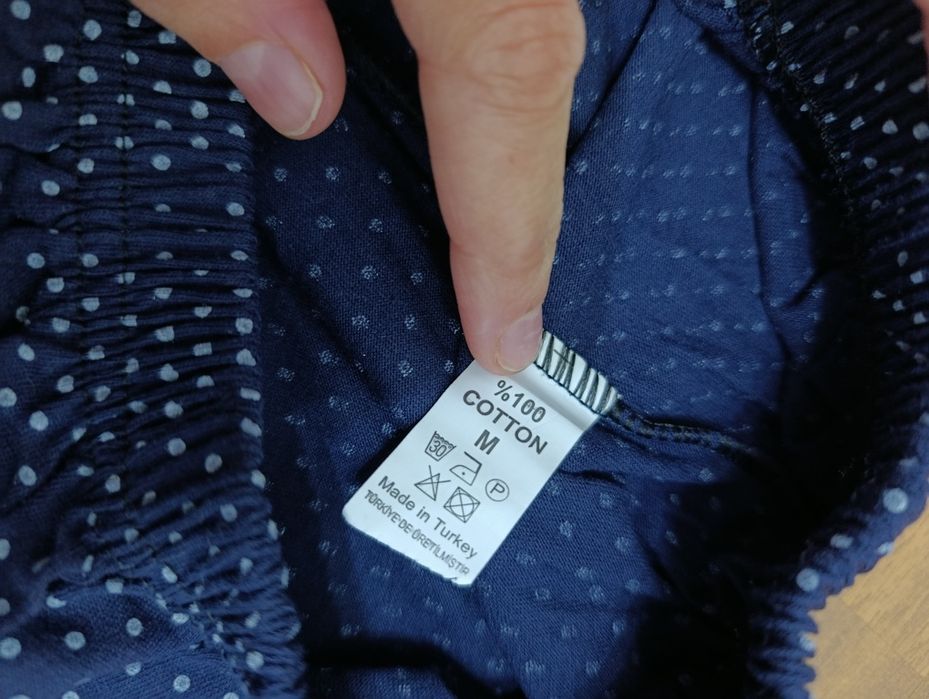 %100
COTTON
M
30
P
Made in Turkey
TÜRKİYE'DE ÜRETİLMİŞTİR